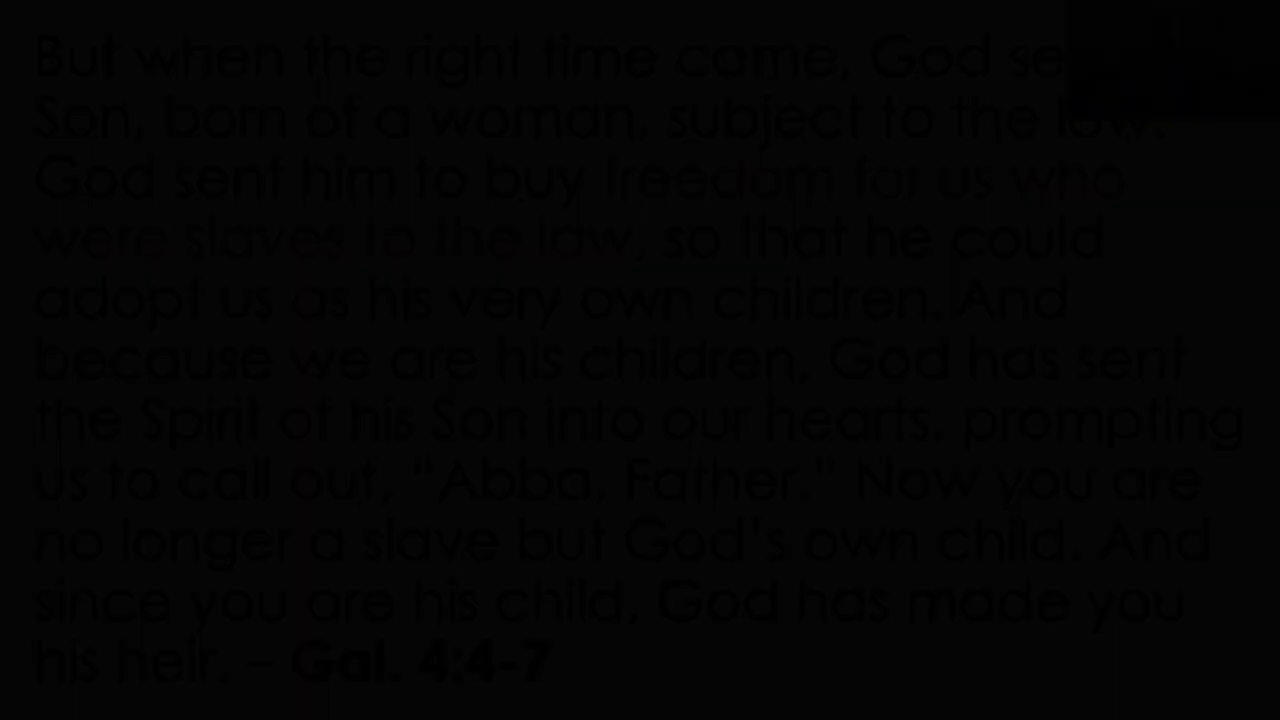 But when the right time came, God se
Son, born of a woman, subject to the law.
God sent him to buy freedom for us who
were slaves to the law, so that he could
adopt us as his very own children. And
because we are his children, God has sent
the Spirit of his Son into our hearts, prompting
us to call out, "Abba, Father." Now you are
no longer a slave but God's own child. And
since you are his child, God has made you
his heir. – Gal. 4:4-7